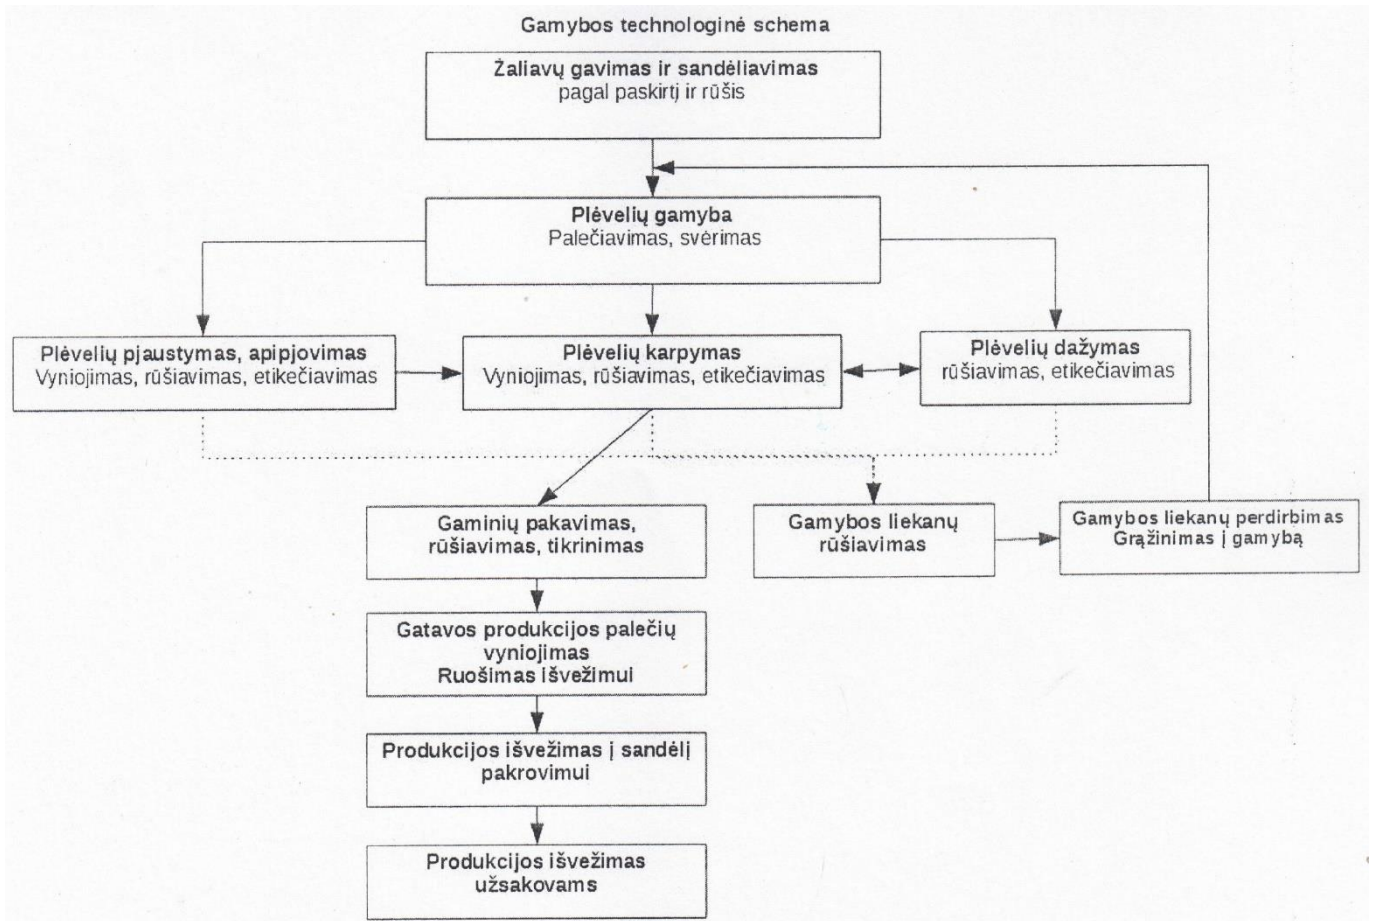 Gamybos technologinė schema
Žaliavų gavimas ir sandėliavimas
pagal paskirtį ir rūšis
Plėvelių gamyba
Palečiavimas, svėrimas
Plėvelių pjaustymas, apipjovimas
Vyniojimas, rūšiavimas, etikečiavimas
Plėvelių karpymas
Vyniojimas, rūšiavimas, etikečiavimas
Plėvelių dažymas
rūšiavimas, etikečiavimas
Gaminių pakavimas,
rūšiavimas, tikrinimas
Gamybos liekanų
rūšiavimas
Gamybos liekanų perdirbimas
Grąžinimas į gamybą
Gatavos produkcijos palečių
vyniojimas
Ruošimas išvežimui
Produkcijos išvežimas į sandėlį
pakrovimui
Produkcijos išvežimas
užsakovams